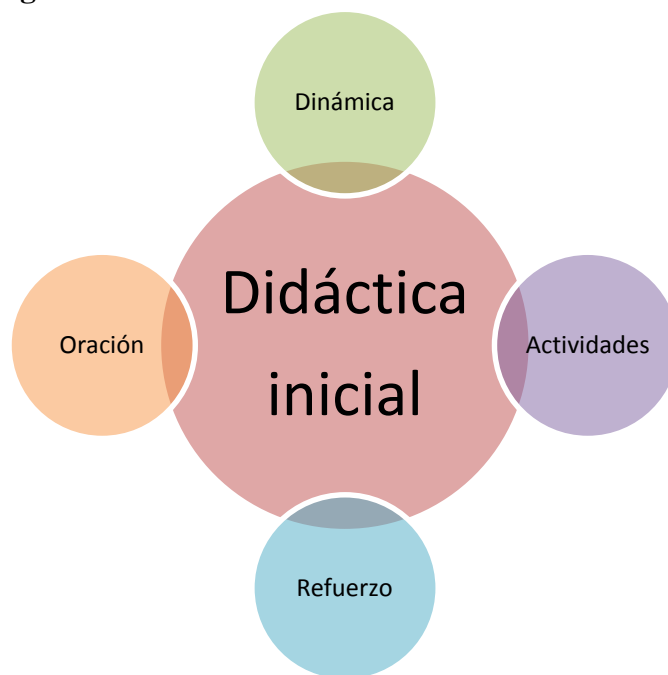 Dinámica
Didáctica
inicial
Oración
Actividades
Refuerzo